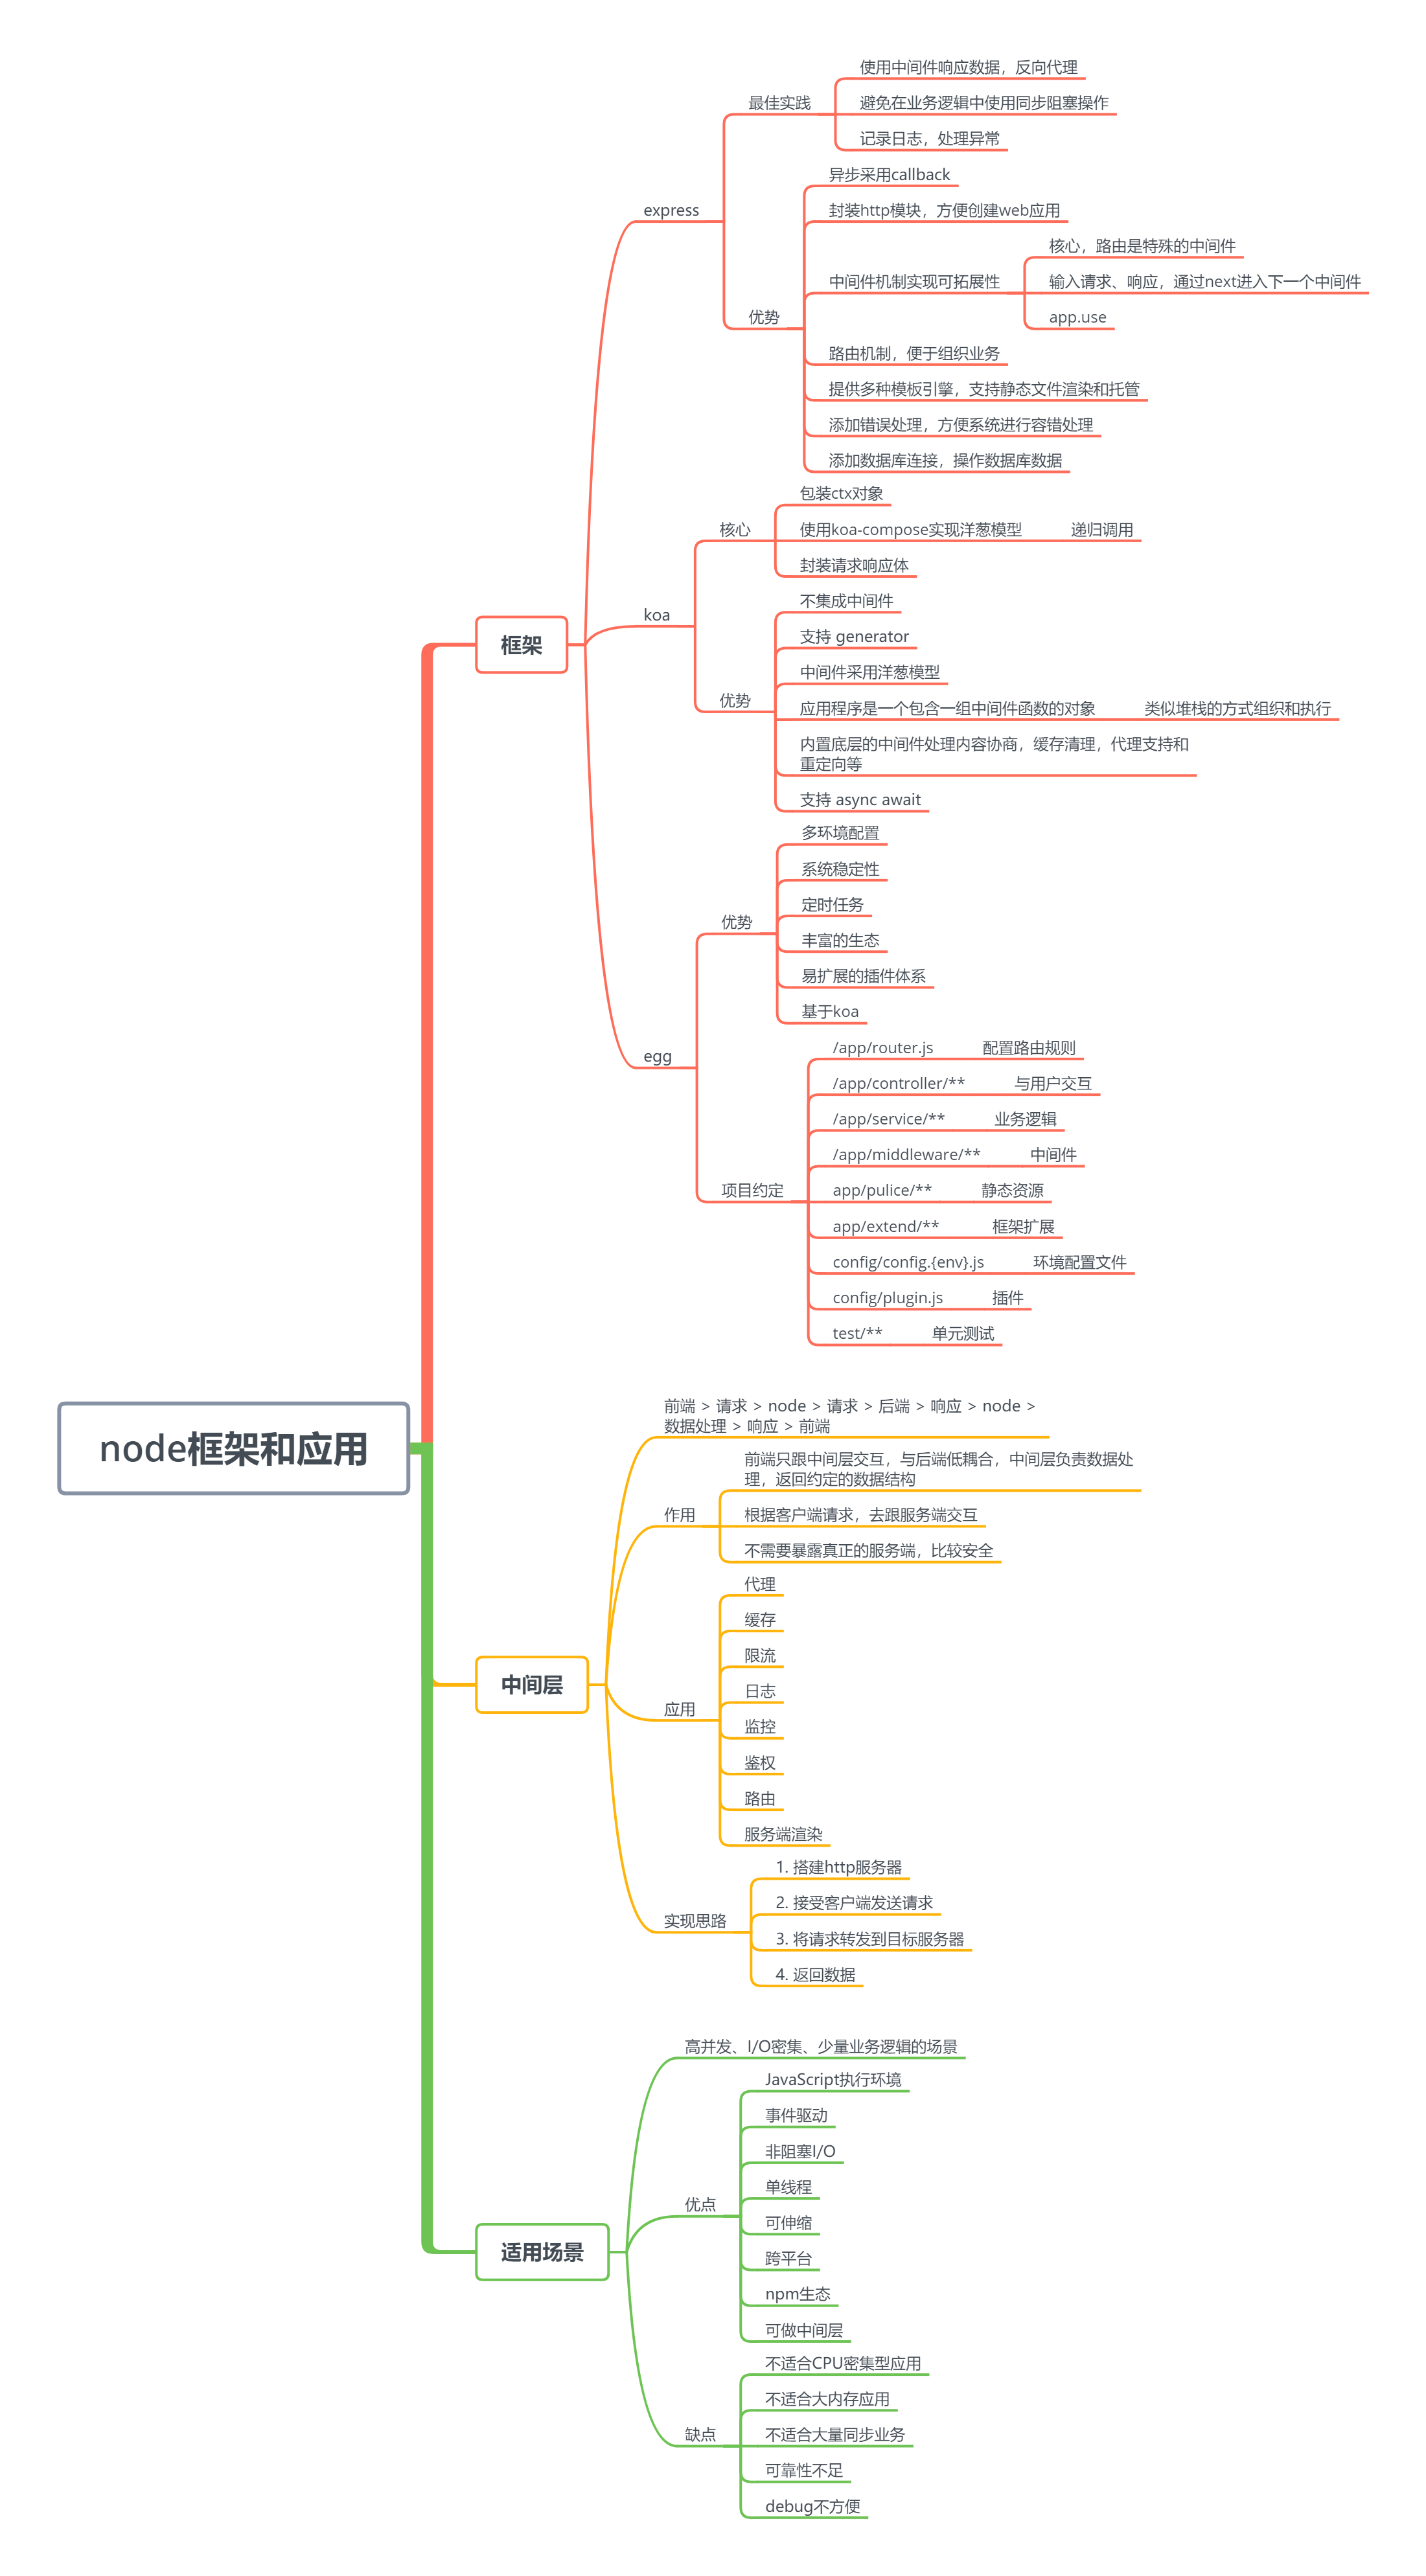 node框架和应用
框架
express
最佳实践
使用中间件响应数据，反向代理
避免在业务逻辑中使用同步阻塞操作
记录日志，处理异常
优势
异步采用callback
封装http模块，方便创建web应用
中间件机制实现可拓展性
核心，路由是特殊的中间件
输入请求、响应，通过next进入下一个中间件
app.use
路由机制，便于组织业务
提供多种模板引擎，支持静态文件渲染和托管
添加错误处理，方便系统进行容错处理
添加数据库连接，操作数据库数据
koa
核心
包装ctx对象
使用koa-compose实现洋葱模型
递归调用
封装请求响应体
优势
不集成中间件
支持 generator
中间件采用洋葱模型
应用程序是一个包含一组中间件函数的对象
类似堆栈的方式组织和执行
内置底层的中间件处理内容协商，缓存清理，代理支持和
重定向等
支持 async await
egg
优势
多环境配置
系统稳定性
定时任务
丰富的生态
易扩展的插件体系
基于koa
项目约定
/app/router.js
配置路由规则
/app/controller/**
与用户交互
/app/service/**
业务逻辑
/app/middleware/**
中间件
app/pulice/**
静态资源
app/extend/**
框架扩展
config/config.{env}.js
环境配置文件
config/plugin.js
插件
test/**
单元测试
中间层
前端 > 请求 > node > 请求 > 后端 > 响应 > node >
数据处理 > 响应 > 前端
作用
前端只跟中间层交互，与后端低耦合，中间层负责数据处
理，返回约定的数据结构
根据客户端请求，去跟服务端交互
不需要暴露真正的服务端，比较安全
应用
代理
缓存
限流
日志
监控
鉴权
路由
服务端渲染
实现思路
1. 搭建http服务器
2. 接受客户端发送请求
3. 将请求转发到目标服务器
4. 返回数据
适用场景
高并发、I/O密集、少量业务逻辑的场景
优点
JavaScript执行环境
事件驱动
非阻塞I/O
单线程
可伸缩
跨平台
npm生态
可做中间层
缺点
不适合CPU密集型应用
不适合大内存应用
不适合大量同步业务
可靠性不足
debug不方便